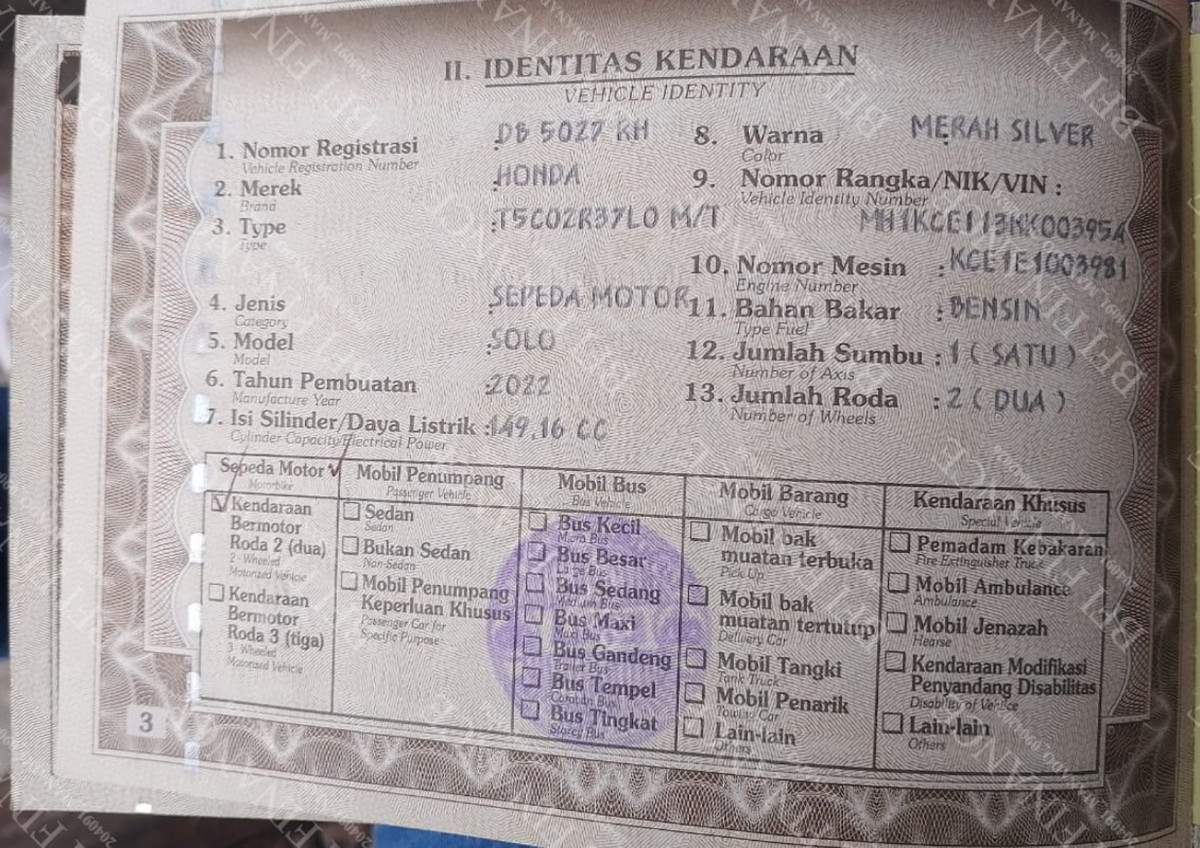 II. IDENTITAS KENDARAAN
VEHICLE IDENTITY
1. Nomor Registrasi : DB 5027 RH
Vehicle Registration Number
2. Merek : HONDA
Brand
3. Type : T5C02R37L0 M/T
Type
4. Jenis : SEPEDA MOTOR
Category
5. Model : SOLO
Model
6. Tahun Pembuatan : 2022
Manufacture Year
7. Isi Silinder/Daya Listrik : 149,16 CC
Cylinder Capacity/Electrical Power
8. Warna : MERAH SILVER
Color
9. Nomor Rangka/NIK/VIN :
Vehicle Identity Number
MH1KCE113NK003954
10. Nomor Mesin : KCE1E1003981
Engine Number
11. Bahan Bakar : BENSIN
Type Fuel
12. Jumlah Sumbu : 1 ( SATU )
Number of Axis
13. Jumlah Roda : 2 ( DUA )
Number of Wheels
Sepeda Motor
Motorbike
Kendaraan
Bermotor
Roda 2 (dua)
2 - Wheeled
Motorized Vehicle
Kendaraan
Bermotor
Roda 3 (tiga)
3 - Wheeled
Motorized Vehicle
Mobil Penumpang
Passenger Vehicle
Sedan
Sedan
Bukan Sedan
Non-Sedan
Mobil Penumpang
Keperluan Khusus
Passenger Car for
Specific Purpose
Mobil Bus
Bus Vehicle
Bus Kecil
Micro Bus
Bus Besar
Large Bus
Bus Sedang
Medium Bus
Bus Maxi
Maxi Bus
Bus Gandeng
Trailer Bus
Bus Tempel
Caravan Bus
Bus Tingkat
Storey Bus
Mobil Barang
Cargo Vehicle
Mobil bak
muatan terbuka
Pick Up
Mobil bak
muatan tertutup
Delivery Car
Mobil Tangki
Tank Truck
Mobil Penarik
Towing Car
Lain-lain
Others
Kendaraan Khusus
Special Vehicle
Pemadam Kebakaran
Fire Extinguisher Truck
Mobil Ambulance
Ambulance
Mobil Jenazah
Hearse
Kendaraan Modifikasi
Penyandang Disabilitas
Disability of Vehicle
Lain-lain
Others
3
BFI FINANCE